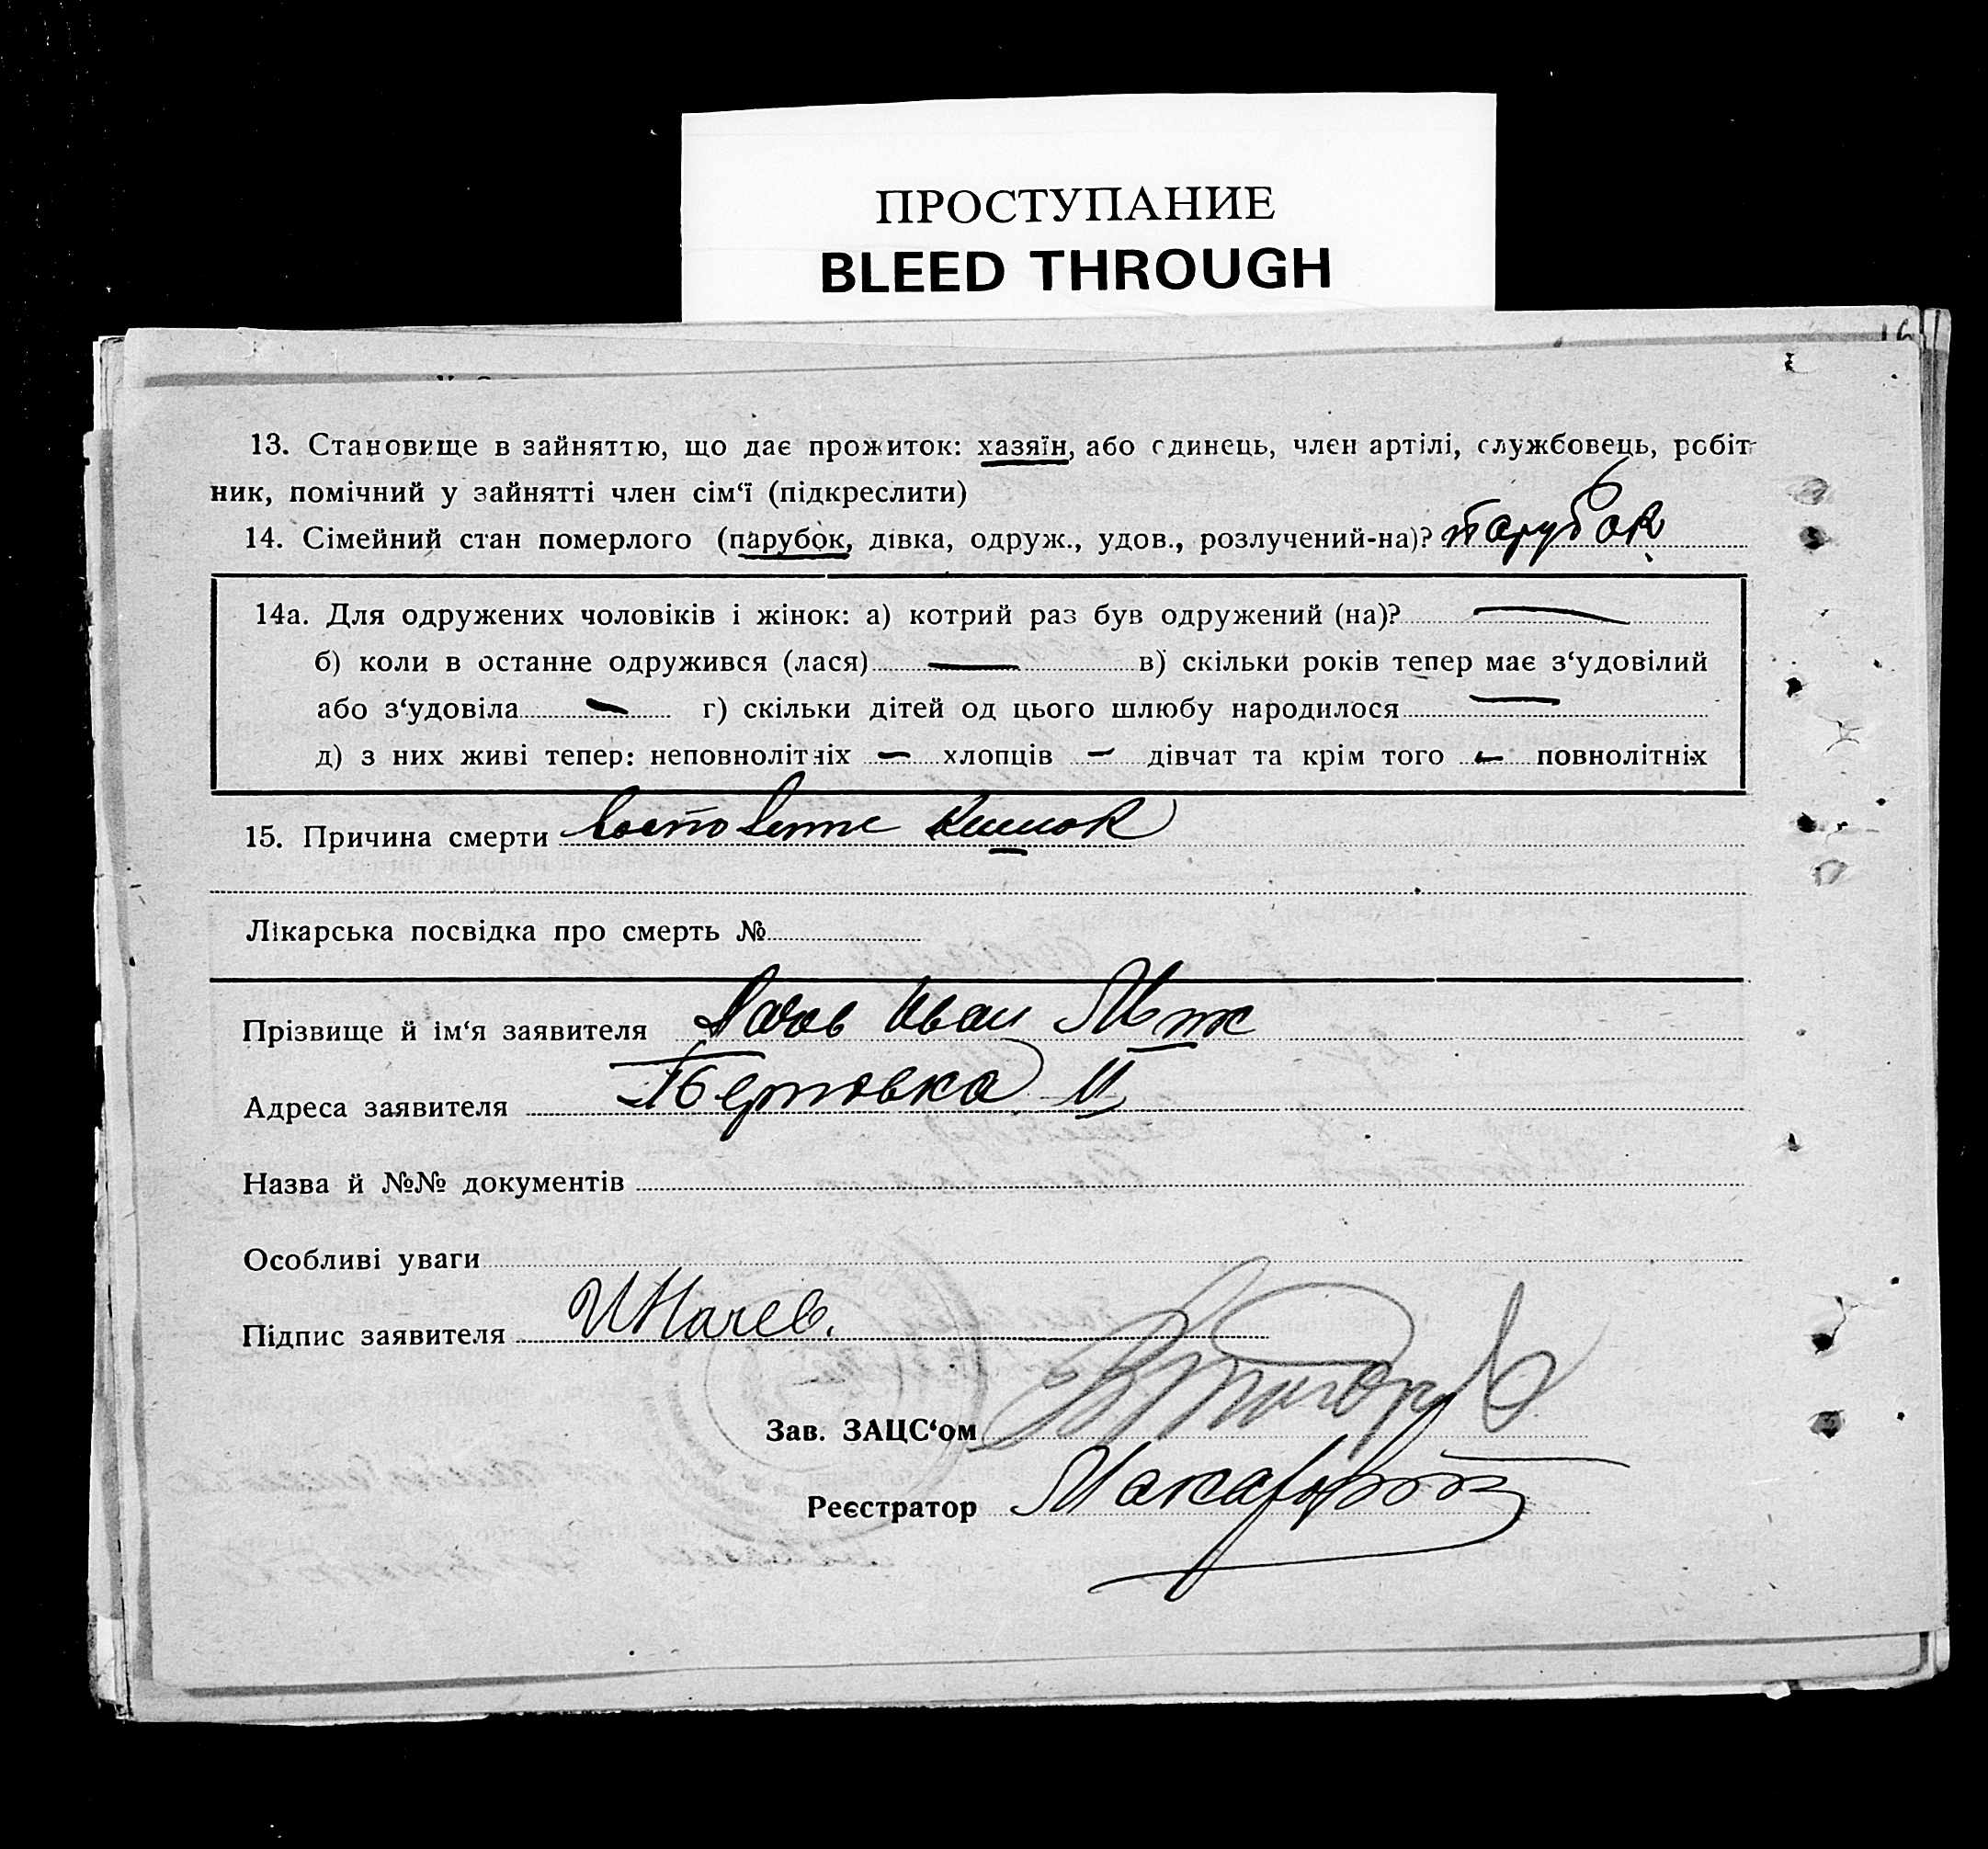 ПРОСТУПАНИЕ
BLEED THROUGH
13. Становище в зайняттю, що дає прожиток: хазяїн, або єдинець, член артілі, службовець, робіт-
ник, помічний у зайнятті член сім‘ї (підкреслити)
14. Сімейний стан померлого (парубок, дівка, одруж., удов., розлучений-на)? парубок
14а. Для одружених чоловіків і жінок: а) котрий раз був одружений (на)? —
б) коли в останне одружився (лася) — в) скільки років тепер має з‘удовілий
або з‘удовіла — г) скільки дітей од цього шлюбу народилося —
д) з них живі тепер: неповнолітніх — хлопців — дівчат та крім того — повнолітніх
15. Причина смерти кишок
Лікарська посвідка про смерть №
Прізвище й ім‘я заявителя Иван
Адреса заявителя II
Назва й №№ документів
Особливі уваги
Підпис заявителя
Зав. ЗАЦС‘ом
Реєстратор